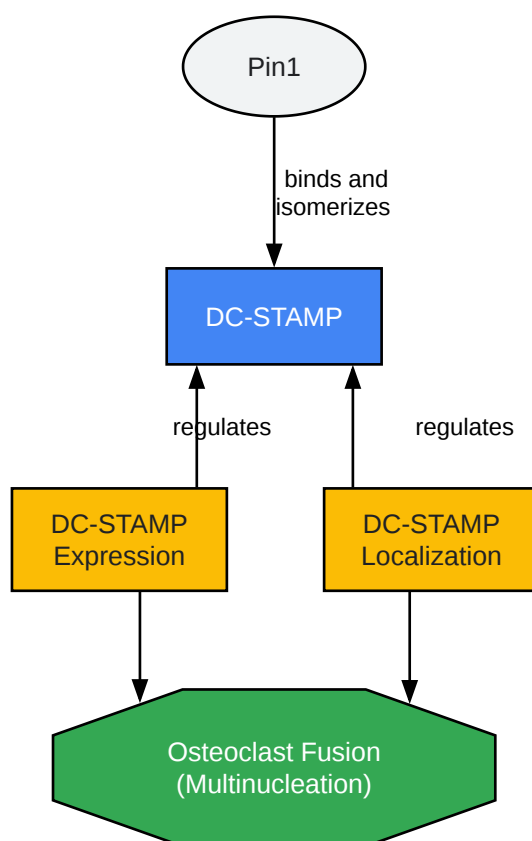 Pin1
binds and
isomerizes
DC-STAMP
regulates
regulates
DC-STAMP
Expression
DC-STAMP
Localization
Osteoclast Fusion
(Multinucleation)